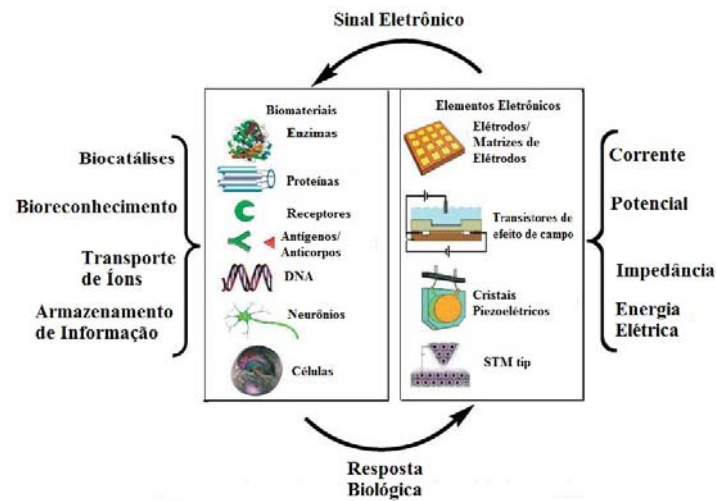 Sinal Eletrônico
Biomateriais
Enzimas
Proteínas
Receptores
Antígenos/
Anticorpos
DNA
Neurônios
Células
Elementos Eletrônicos
Elétrodos/
Matrizes de
Elétrodos
Transistores de
efeito de campo
Cristais
Piezoelétricos
STM tip
Biocatálises
Bioreconhecimento
Transporte
de Íons
Armazenamento
de Informação
Corrente
Potencial
Impedância
Energia
Elétrica
Resposta
Biológica